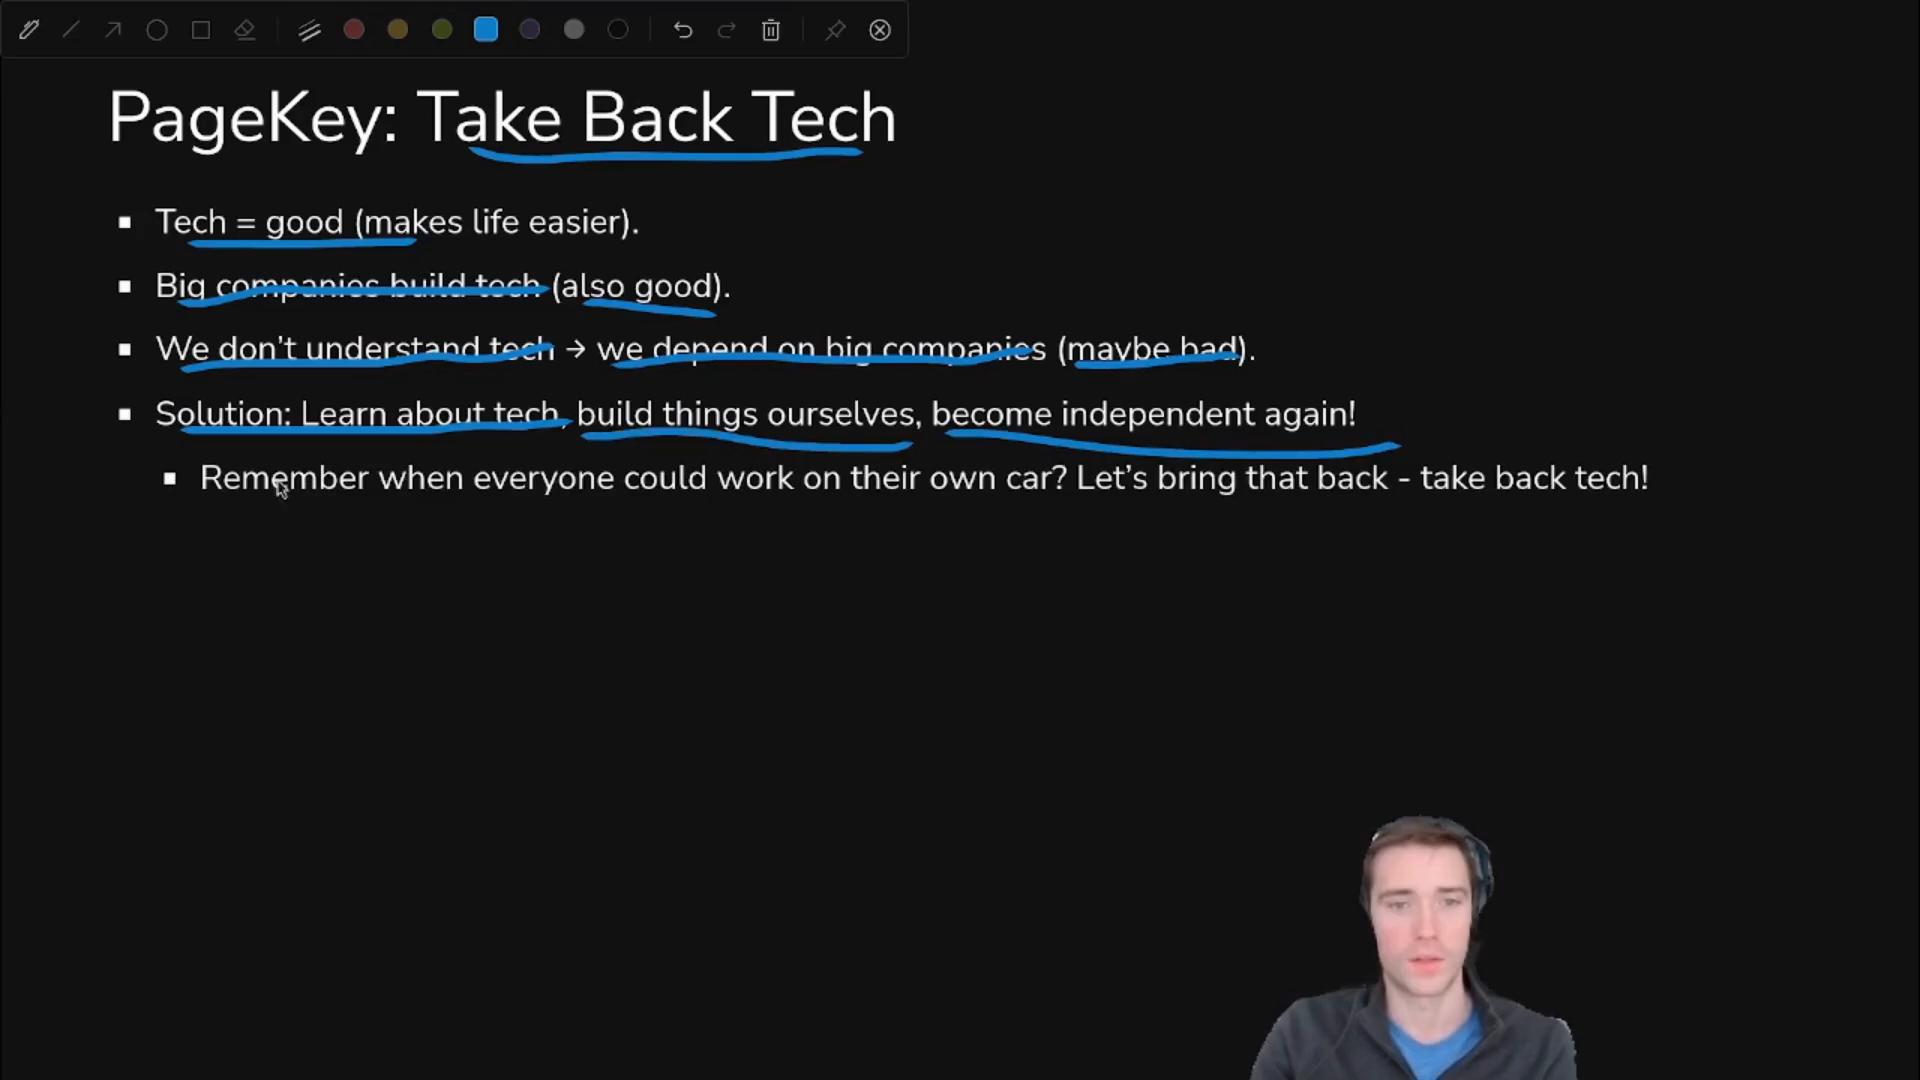 PageKey: Take Back Tech
Tech = good (makes life easier).
Big companies build tech (also good).
We don’t understand tech → we depend on big companies (maybe bad).
Solution: Learn about tech, build things ourselves, become independent again!
Remember when everyone could work on their own car? Let’s bring that back - take back tech!